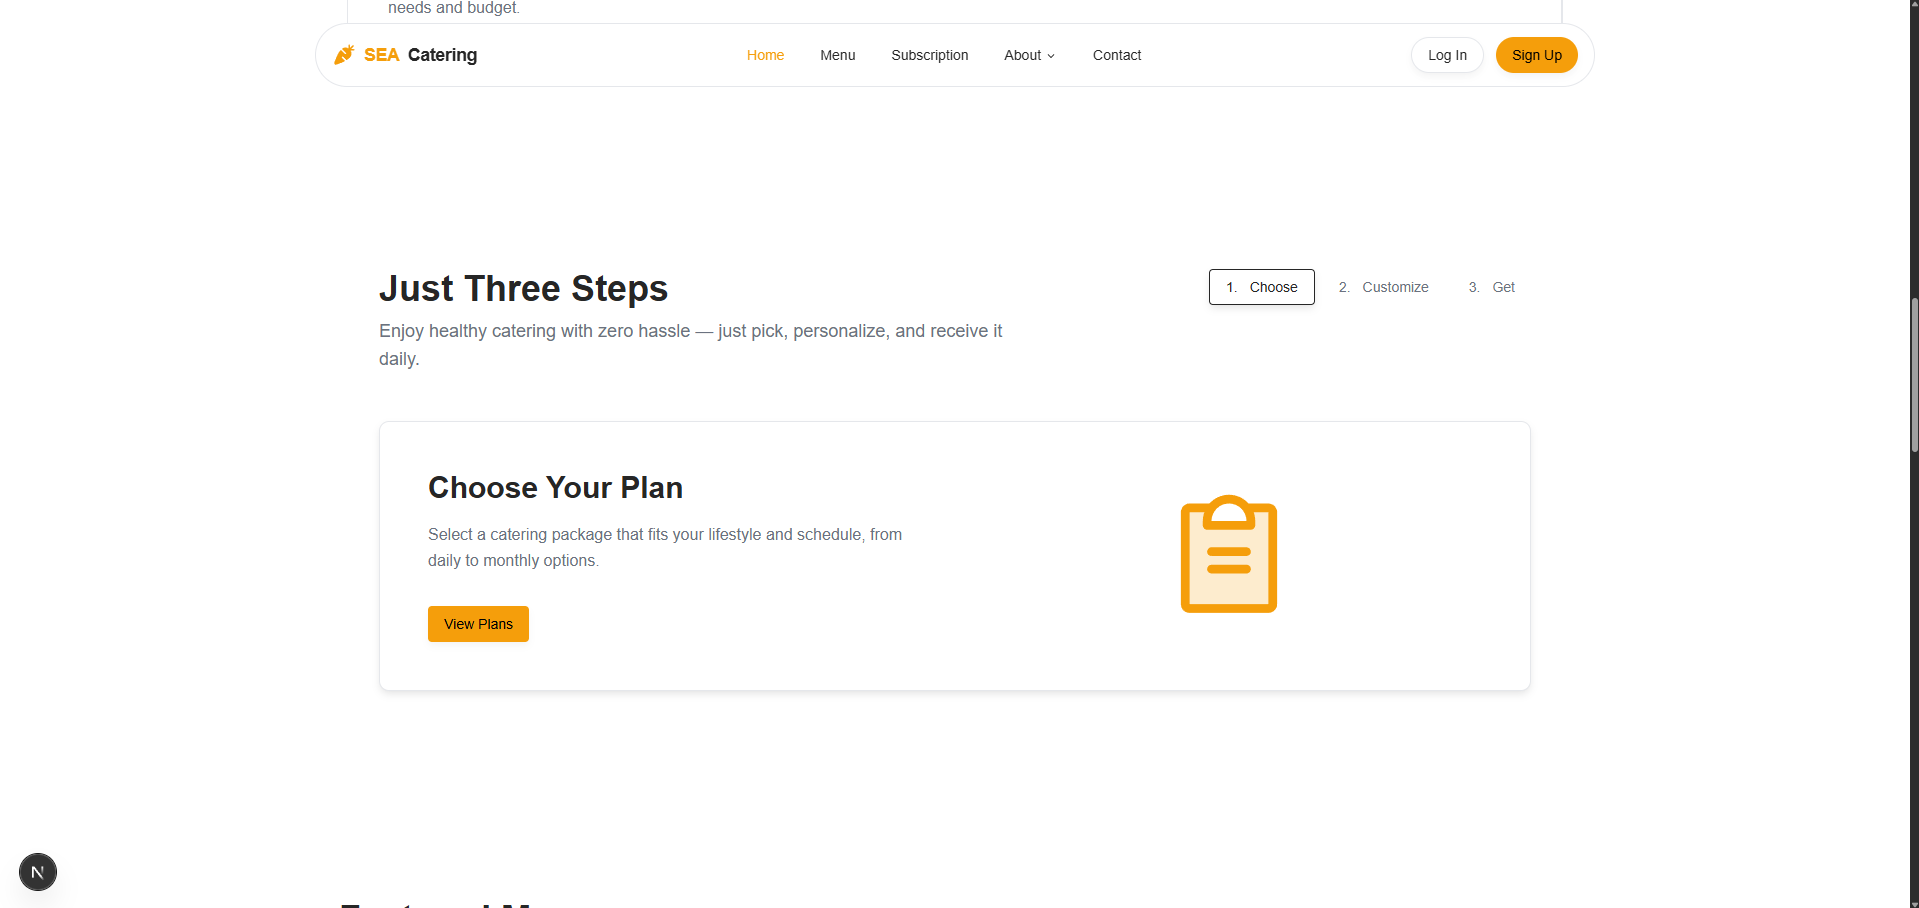 needs and budget.
SEA Catering
Home
Menu
Subscription
About
Contact
Log In
Sign Up
Just Three Steps
1. Choose
2. Customize
3. Get
Enjoy healthy catering with zero hassle — just pick, personalize, and receive it
daily.
Choose Your Plan
Select a catering package that fits your lifestyle and schedule, from
daily to monthly options.
View Plans
N